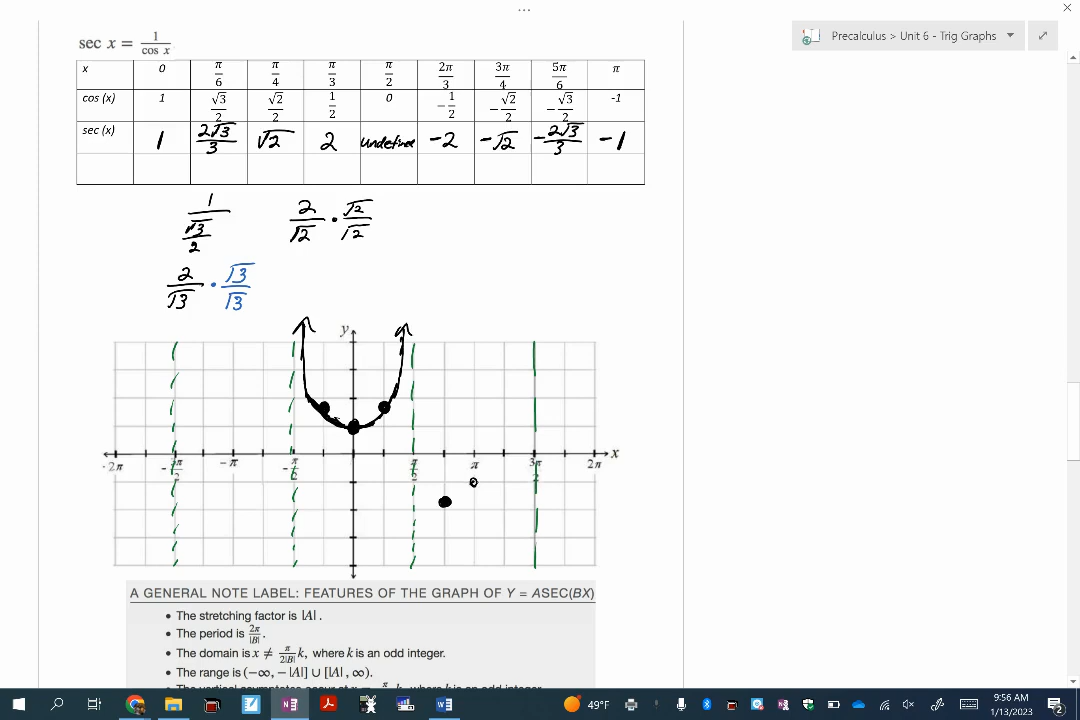 Precalculus > Unit 6 - Trig Graphs
sec x = 1/cos x
x 0 π/6 π/4 π/3 π/2 2π/3 3π/4 5π/6 π
cos (x) 1 √3/2 √2/2 1/2 0 -1/2 -√2/2 -√3/2 -1
sec (x) 1 2√3/3 √2 2 undefined -2 -√2 -2√3/3 -1
1/(√3/2) 2/√2 · √2/√2
2/√3 · √3/√3
y
x
-2π -π -π/2 π/2 π 3π/2 2π
A GENERAL NOTE LABEL: FEATURES OF THE GRAPH OF Y = ASEC(BX)
• The stretching factor is |A|.
• The period is 2π/|B|.
• The domain is x ≠ π/2|B| k, where k is an odd integer.
• The range is (-∞, -|A|] ∪ [|A|, ∞).
49°F
9:56 AM
1/13/2023
2